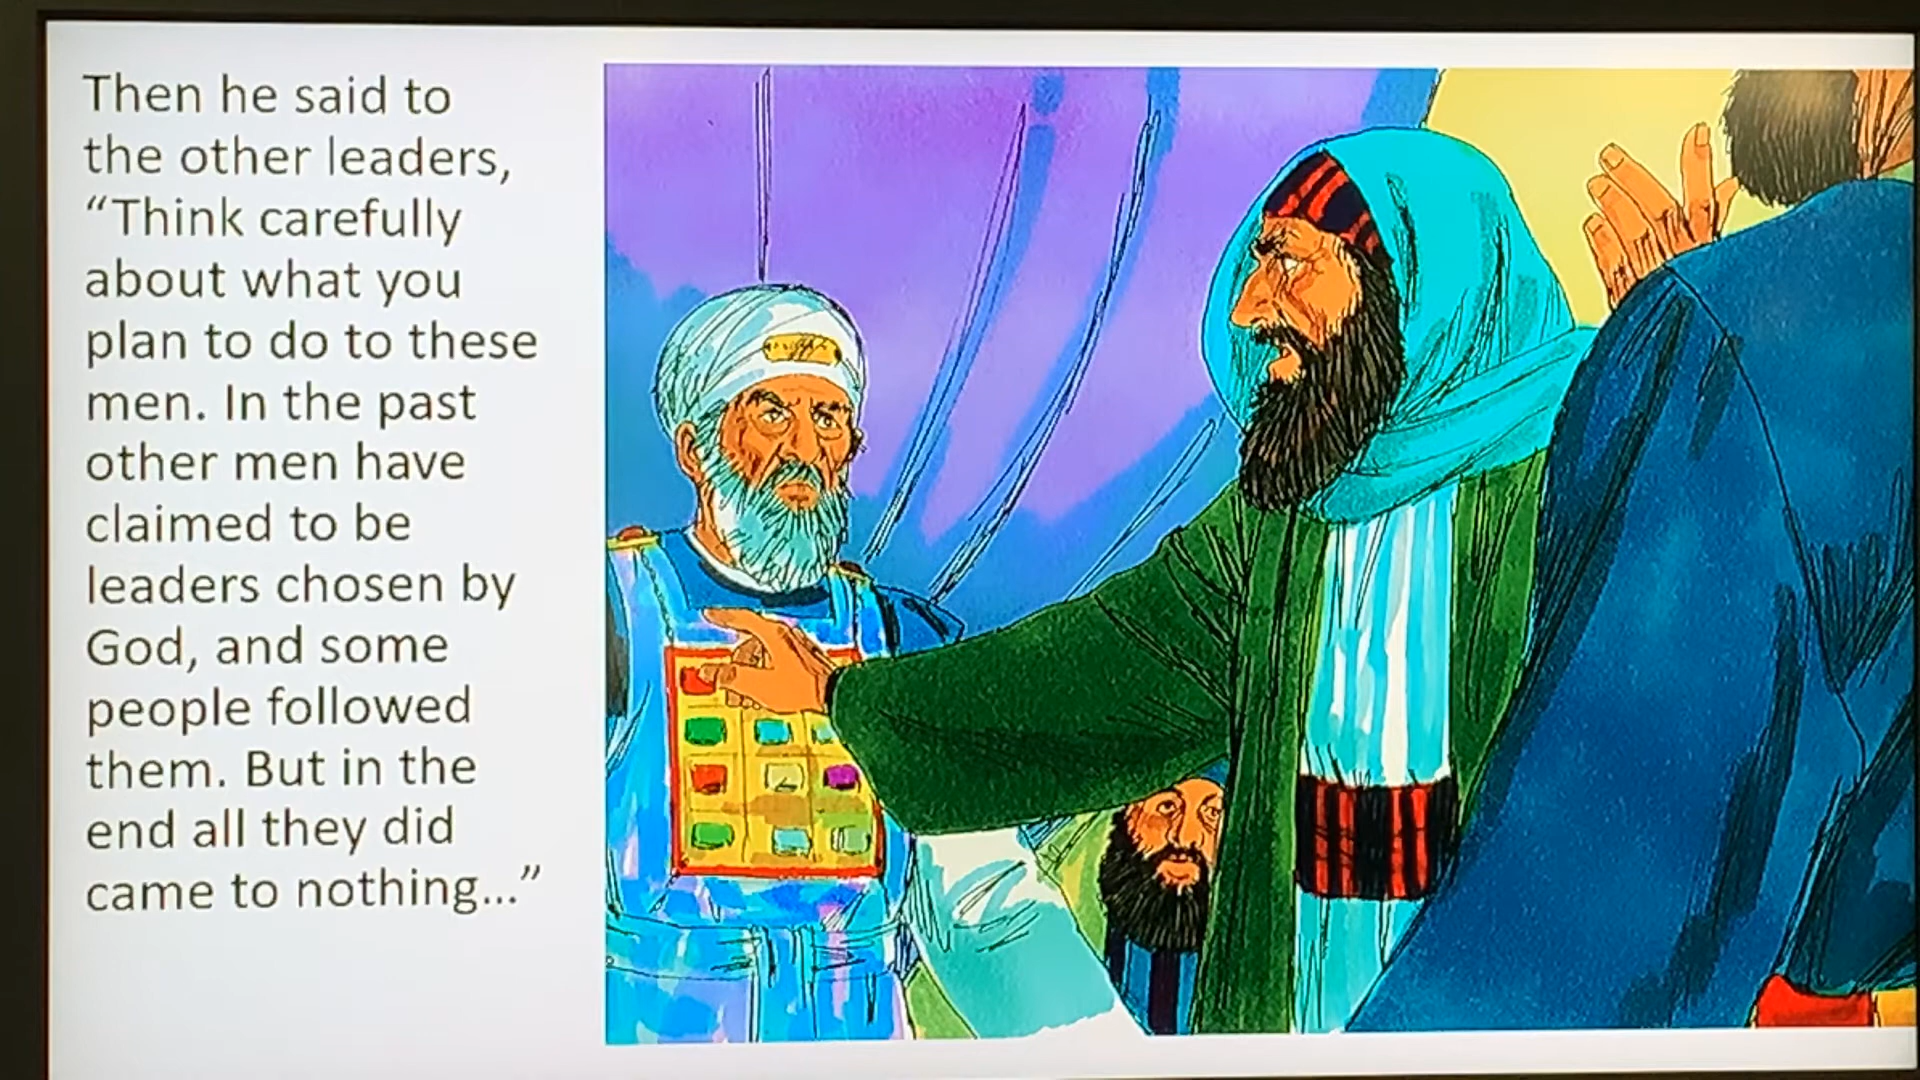 Then he said to
the other leaders,
“Think carefully
about what you
plan to do to these
men. In the past
other men have
claimed to be
leaders chosen by
God, and some
people followed
them. But in the
end all they did
came to nothing...”